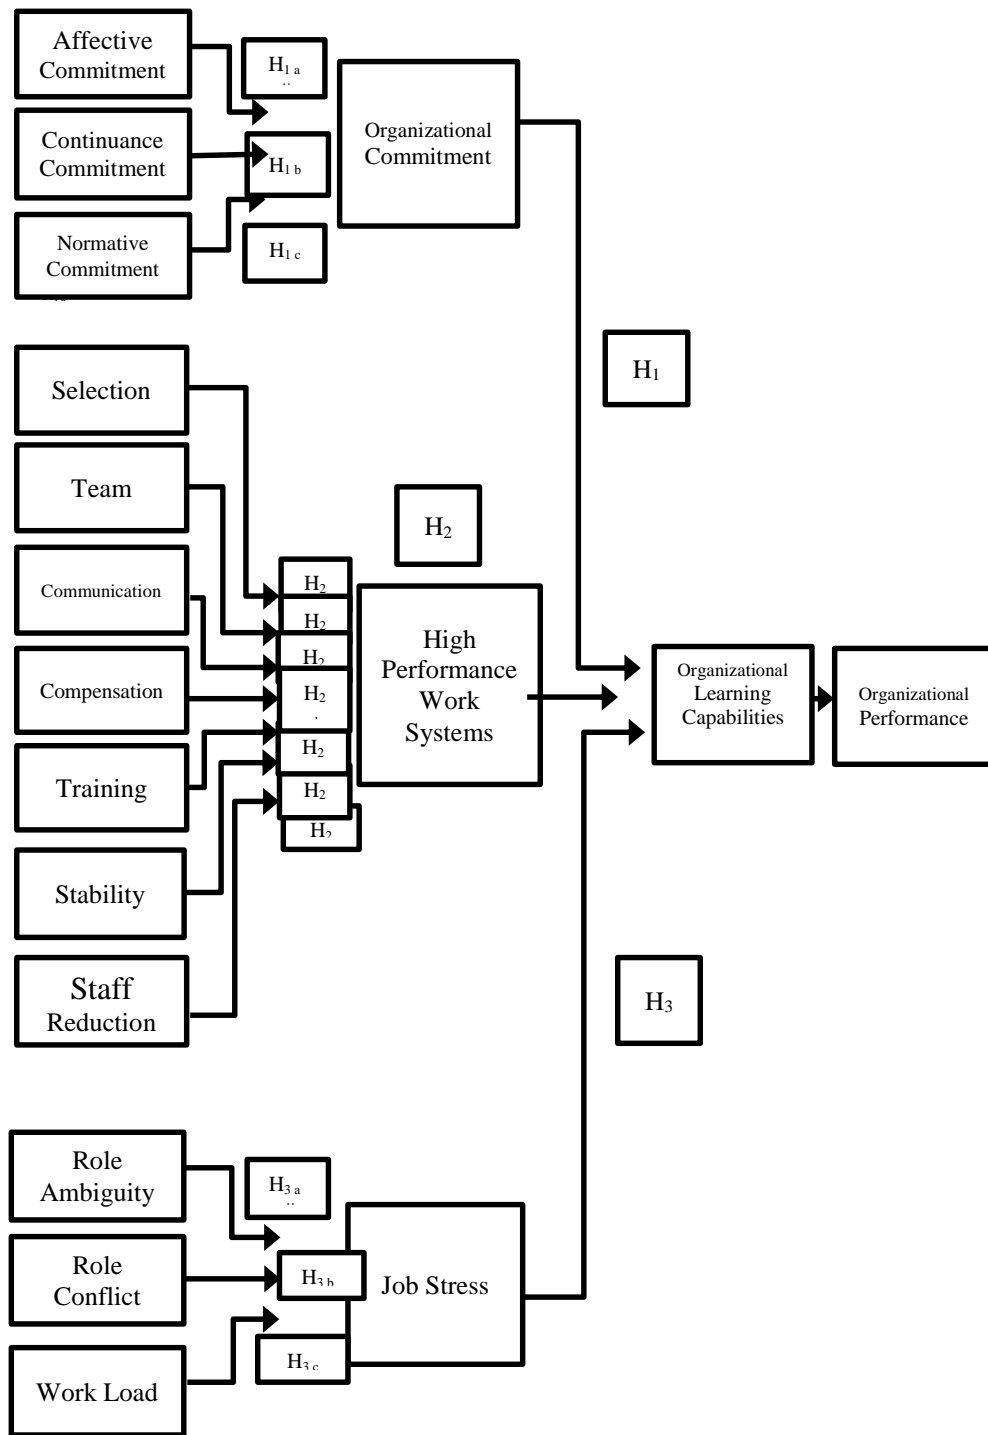 Affective
Commitment
H1 a
Continuance
Commitment
H1 b
Normative
Commitment
H1 c
Organizational
Commitment
H1
Selection
Team
Communication
Compensation
Training
Stability
Staff
Reduction
H2
H2
H2
H2
H2
H2
H2
H2
High
Performance
Work
Systems
Organizational
Learning
Capabilities
Organizational
Performance
H3
Role
Ambiguity
H3 a
Role
Conflict
H3 b
Work Load
H3 c
Job Stress